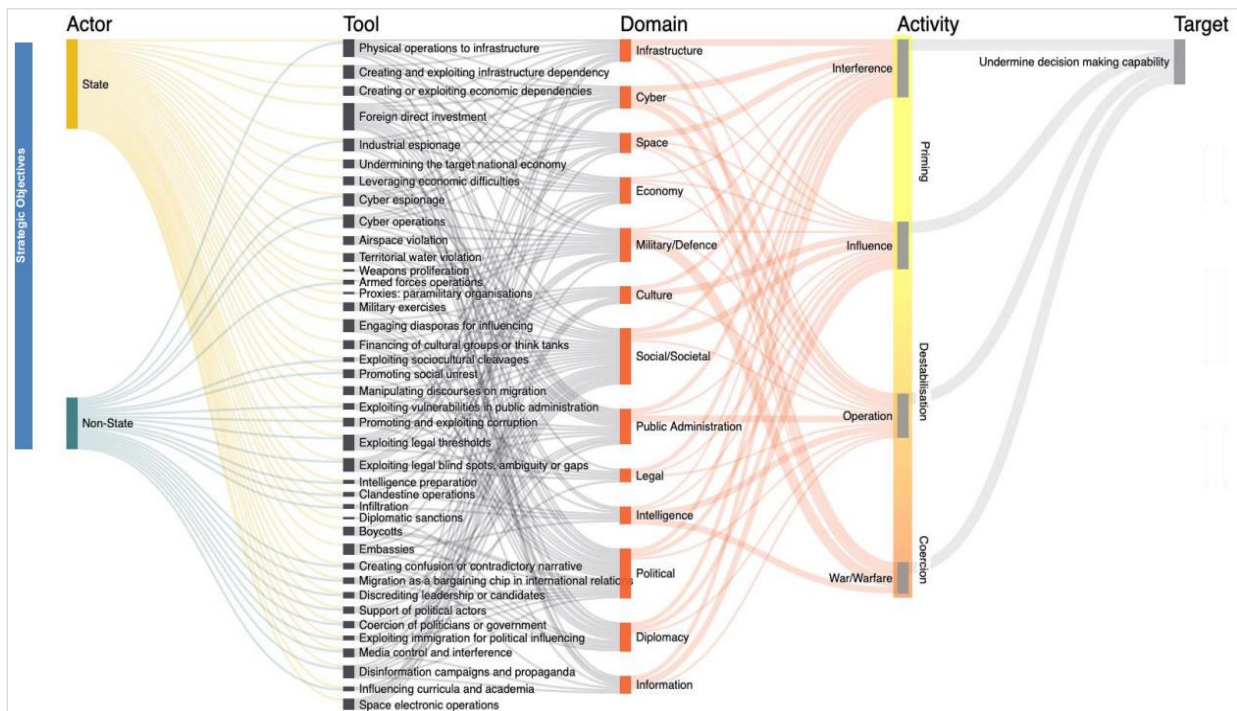 Actor
Tool
Domain
Activity
Target
Strategic Objectives
State
Non-State
Physical operations to infrastructure
Creating and exploiting infrastructure dependency
Creating or exploiting economic dependencies
Foreign direct investment
Industrial espionage
Undermining the target national economy
Leveraging economic difficulties
Cyber espionage
Cyber operations
Airspace violation
Territorial water violation
Weapons proliferation
Armed forces operations
Proxies: paramilitary organisations
Military exercises
Engaging diasporas for influencing
Financing of cultural groups or think tanks
Exploiting sociocultural cleavages
Promoting social unrest
Manipulating discourses on migration
Exploiting vulnerabilities in public administration
Promoting and exploiting corruption
Exploiting legal thresholds
Exploiting legal blind spots, ambiguity or gaps
Intelligence preparation
Clandestine operations
Infiltration
Diplomatic sanctions
Boycotts
Embassies
Creating confusion or contradictory narrative
Migration as a bargaining chip in international relations
Discrediting leadership or candidates
Support of political actors
Coercion of politicians or government
Exploiting immigration for political influencing
Media control and interference
Disinformation campaigns and propaganda
Influencing curricula and academia
Space electronic operations
Infrastructure
Cyber
Space
Economy
Military/Defence
Culture
Social/Societal
Public Administration
Legal
Intelligence
Political
Diplomacy
Information
Interference
Priming
Influence
Destabilisation
Operation
Coercion
War/Warfare
Undermine decision making capability